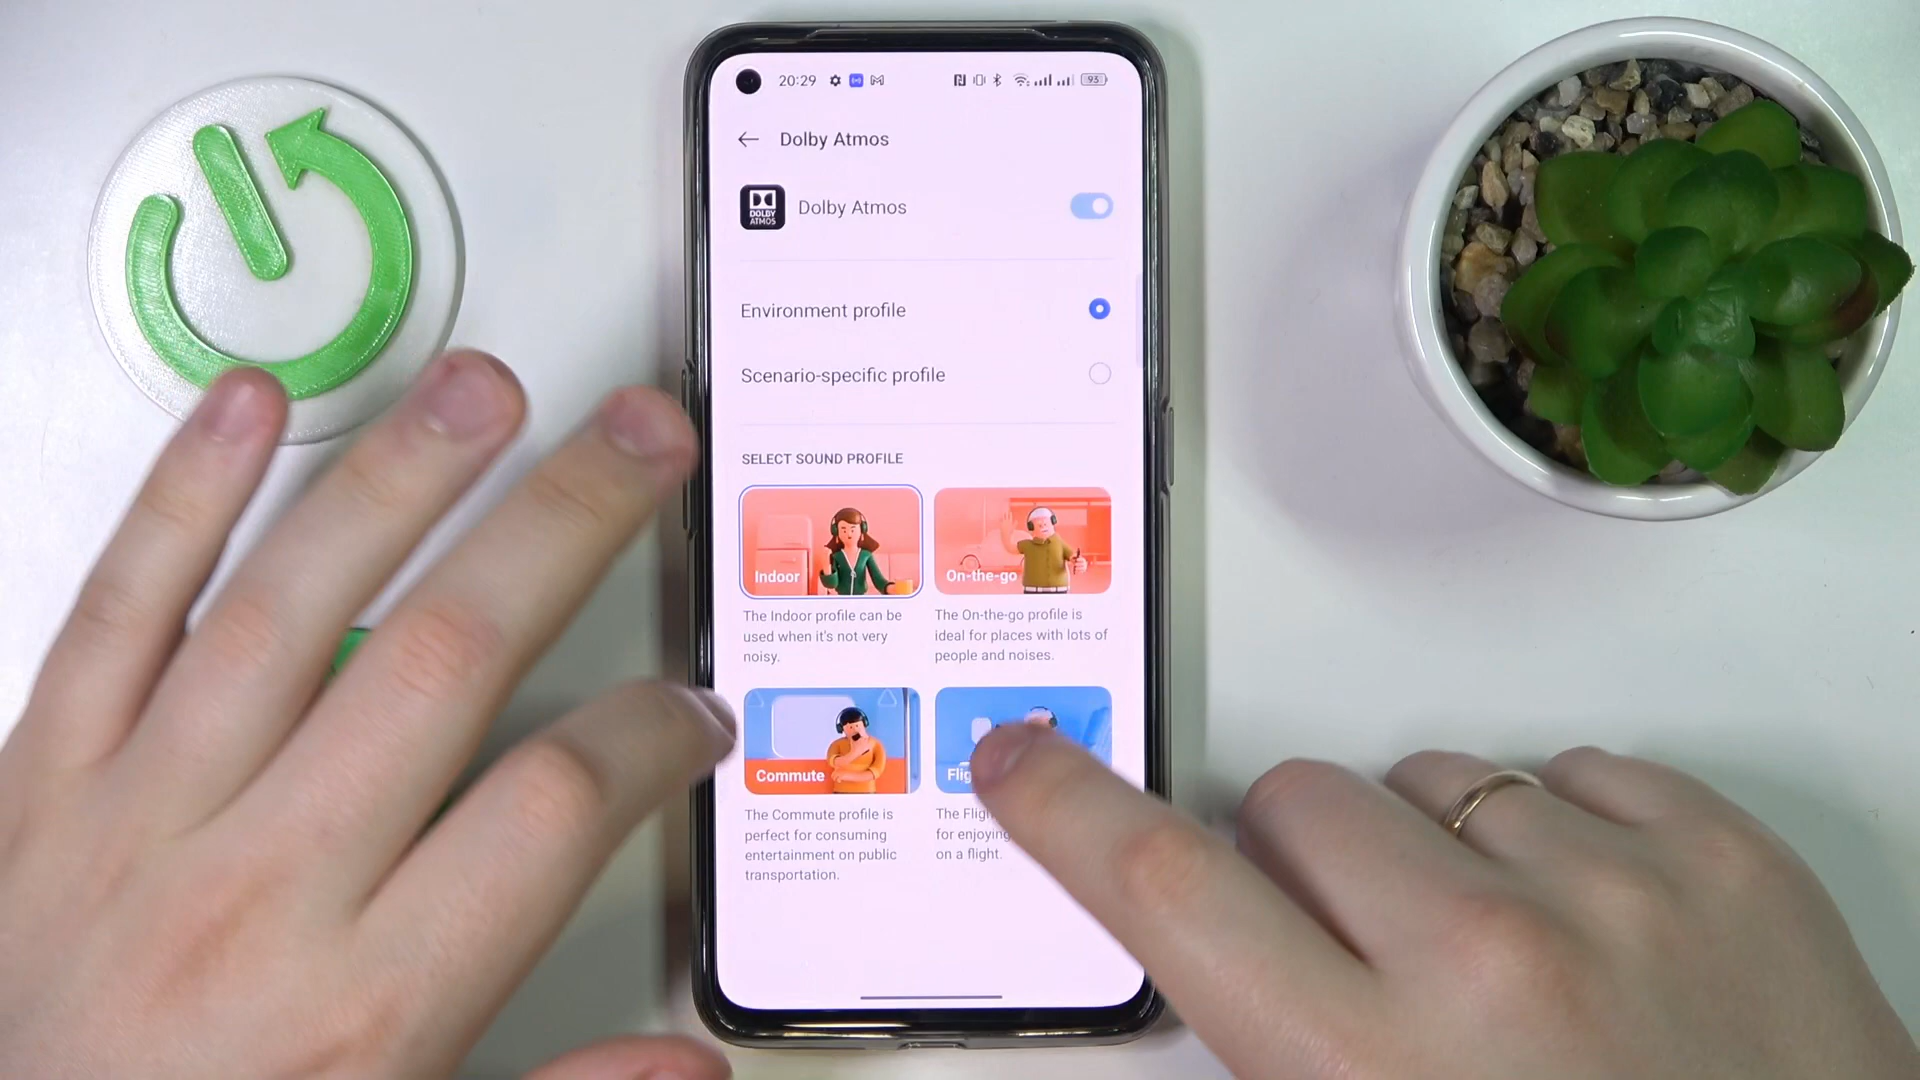 20:29
93
Dolby Atmos
DOLBY
ATMOS
Dolby Atmos
Environment profile
Scenario-specific profile
SELECT SOUND PROFILE
Indoor
On-the-go
The Indoor profile can be
used when it's not very
noisy.
The On-the-go profile is
ideal for places with lots of
people and noises.
Commute
The Commute profile is
perfect for consuming
entertainment on public
transportation.
The
for enjoying
on a flight.